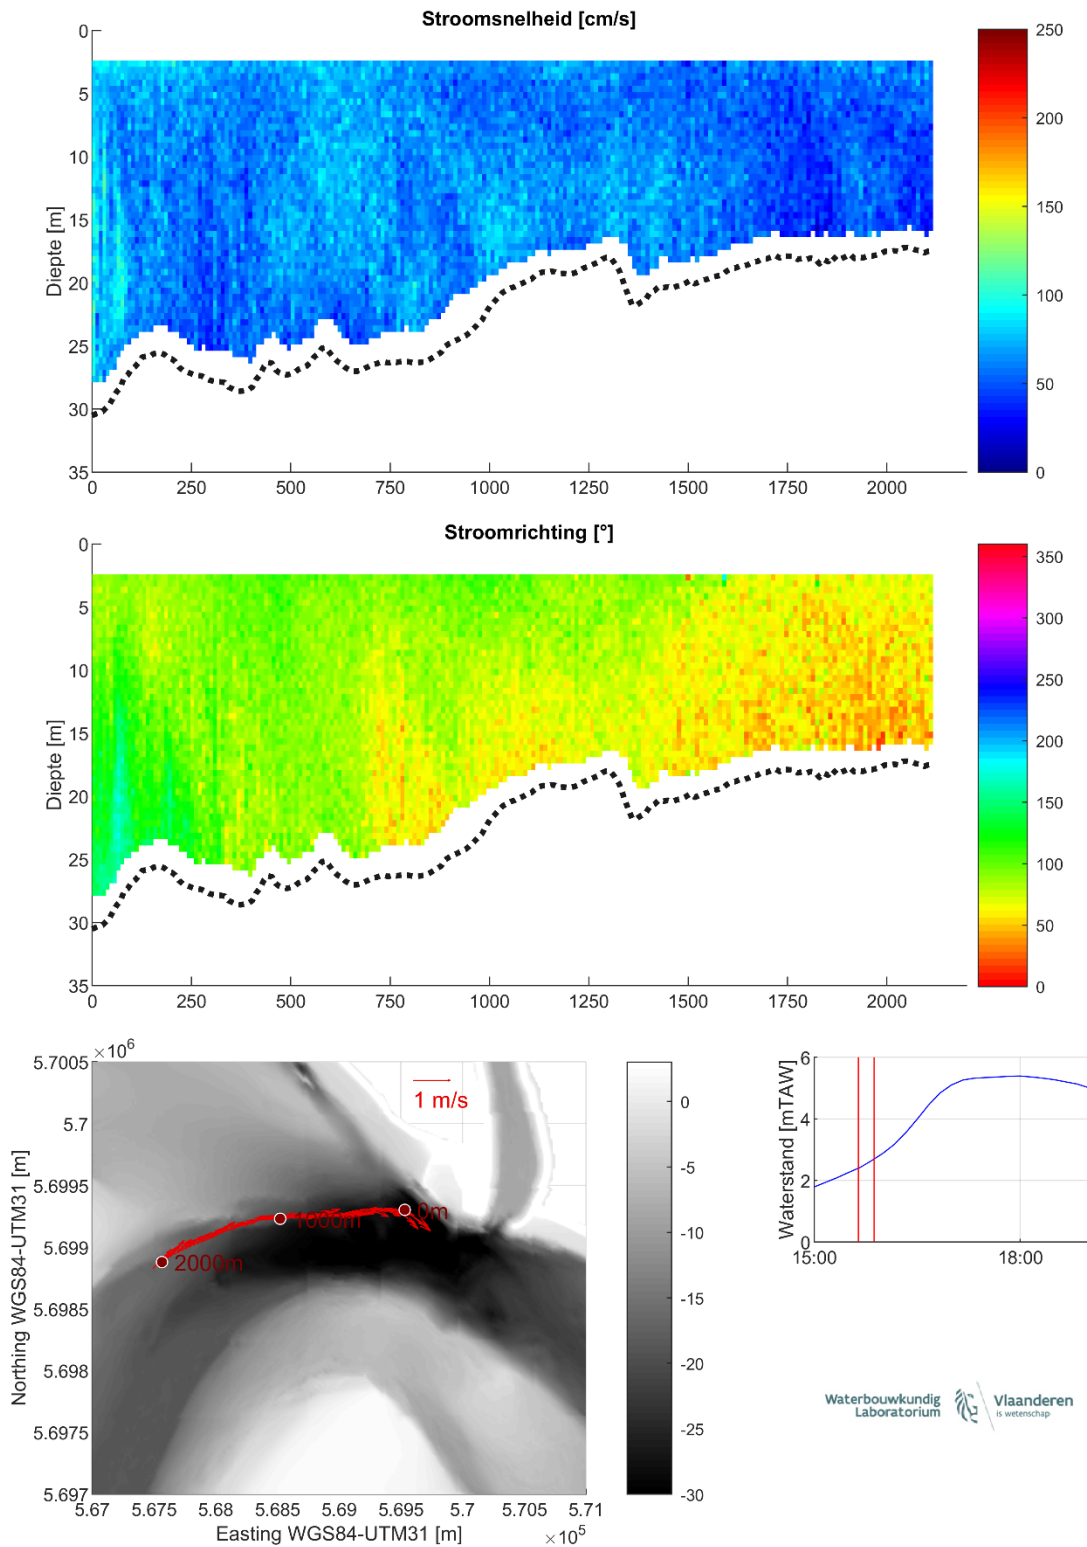 Stroomsnelheid [cm/s]
0
5
10
15
20
25
30
35
Diepte [m]
0 250 500 750 1000 1250 1500 1750 2000
250
200
150
100
50
0
Stroomrichting [°]
0
5
10
15
20
25
30
35
Diepte [m]
0 250 500 750 1000 1250 1500 1750 2000
350
300
250
200
150
100
50
0
×10⁶
5.7005
5.7
5.6995
5.699
5.6985
5.698
5.6975
5.697
Northing WGS84-UTM31 [m]
1 m/s
0m
1000m
2000m
5.67 5.675 5.68 5.685 5.69 5.695 5.7 5.705 5.71
Easting WGS84-UTM31 [m]
×10⁵
0
-5
-10
-15
-20
-25
-30
6
4
2
0
Waterstand [mTAW]
15:00 18:00
Waterbouwkundig
Laboratorium
Vlaanderen
is wetenschap